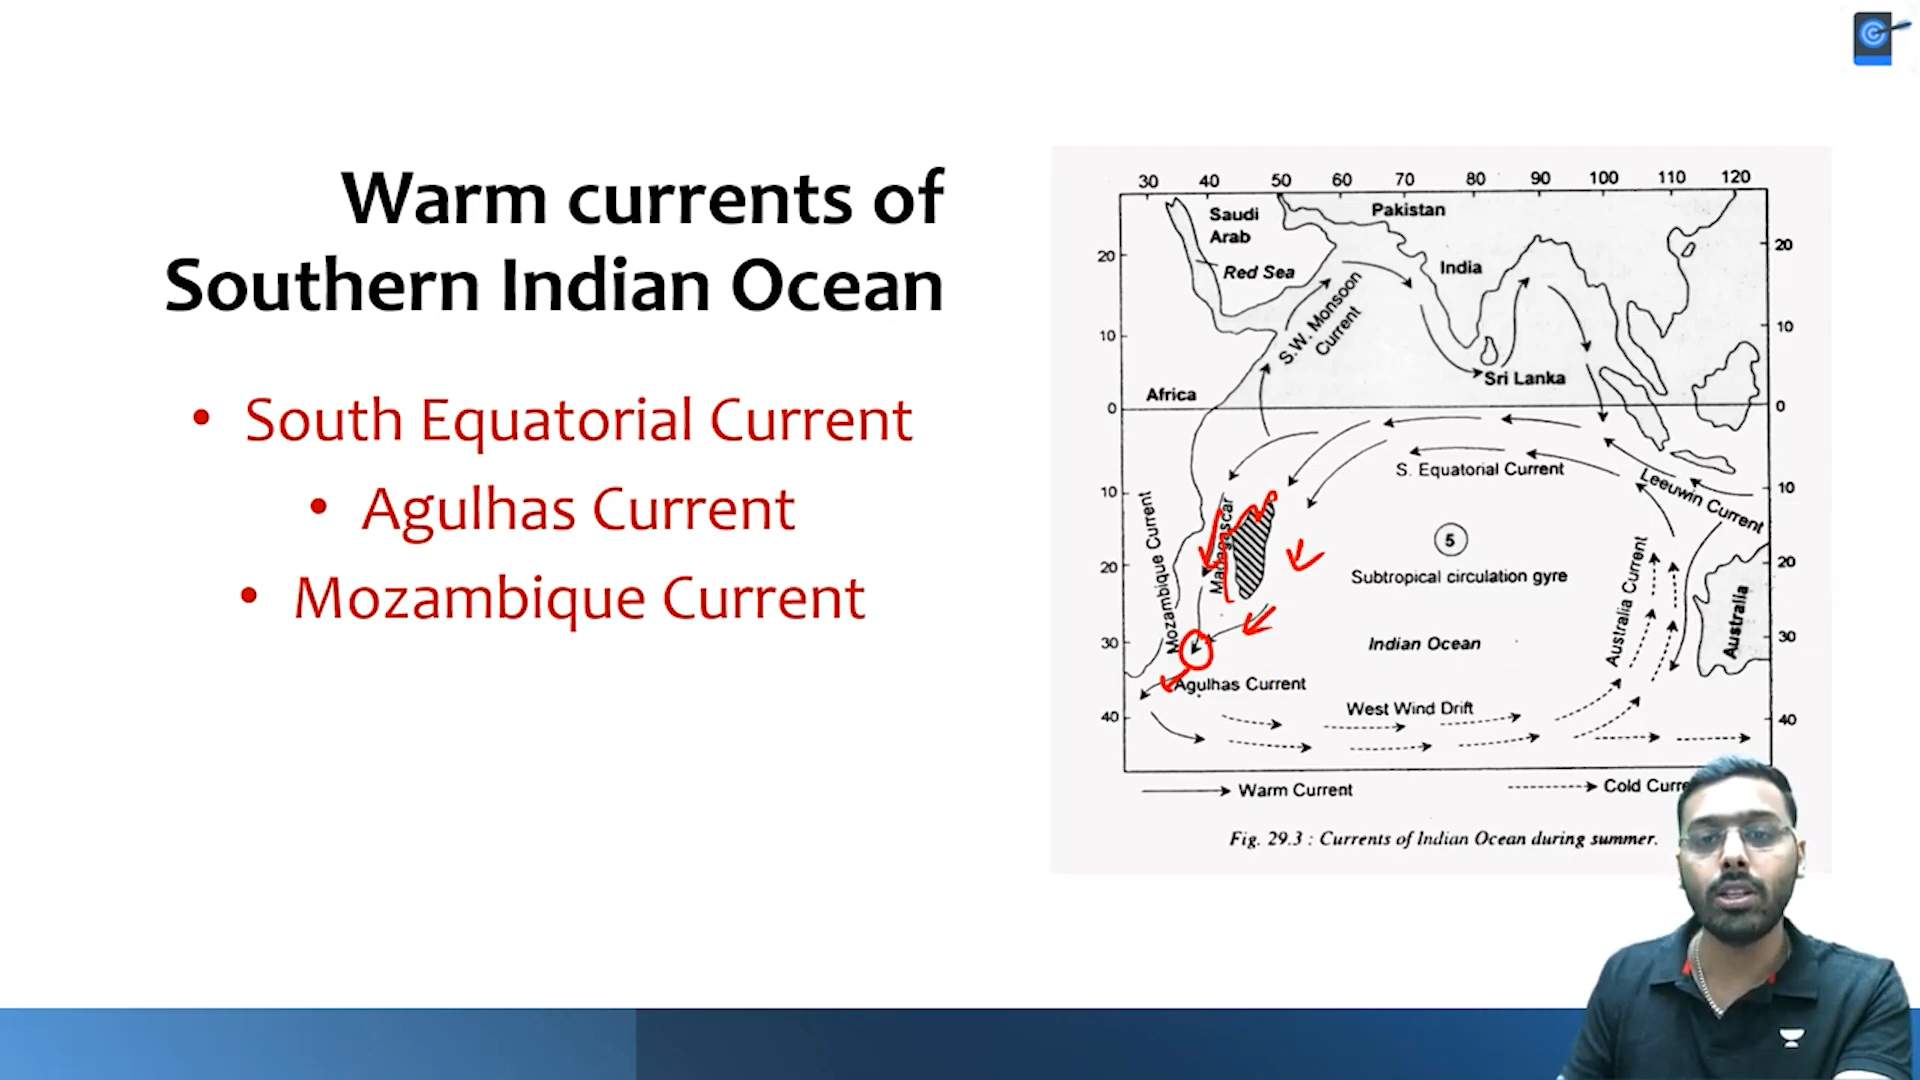 Warm currents of
Southern Indian Ocean
• South Equatorial Current
• Agulhas Current
• Mozambique Current
30 40 50 60 70 80 90 100 110 120
Saudi
Arab
Pakistan
20
20
Red Sea
India
S.W. Monsoon
Current
10
10
Sri Lanka
Africa
0
0
S. Equatorial Current
Leeuwin Current
10
10
Mozambique Current
Madagascar
5
20
20
Subtropical circulation gyre
Australia Current
Australia
30
30
Indian Ocean
Agulhas Current
40
West Wind Drift
40
Warm Current
Cold
Fig. 29.3 : Currents of Indian Ocean during summer.